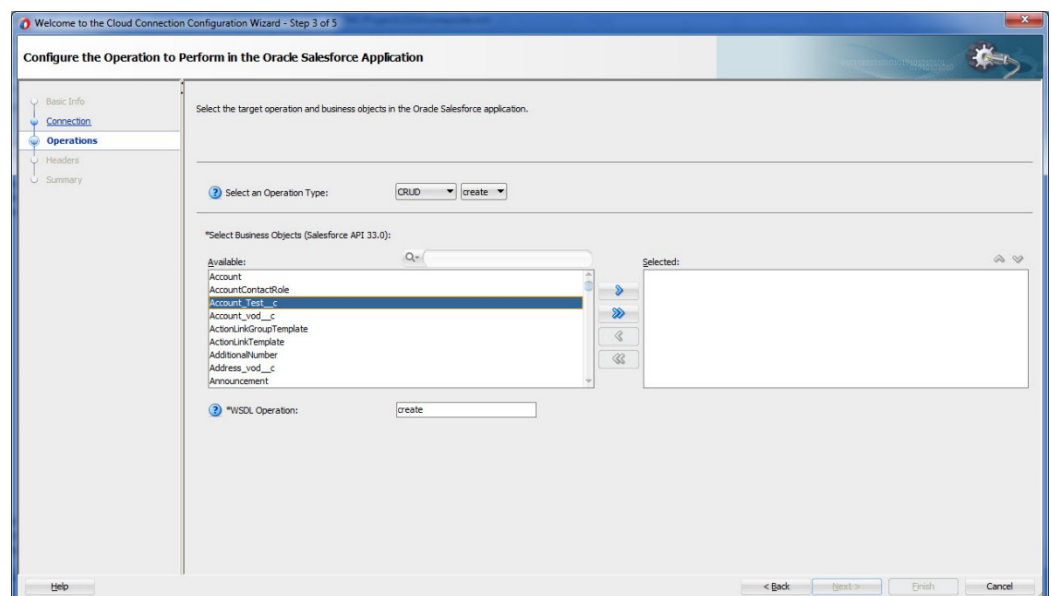 Welcome to the Cloud Connection Configuration Wizard - Step 3 of 5
Configure the Operation to Perform in the Oracle Salesforce Application
Basic Info
Connection
Operations
Headers
Summary
Select the target operation and business objects in the Oracle Salesforce application.
Select an Operation Type: CRUD create
*Select Business Objects (Salesforce API 33.0):
Available:
Selected:
Account
AccountContactRole
Account_Test__c
Account_vod__c
ActionLinkGroupTemplate
ActionLinkTemplate
AdditionalNumber
Address_vod__c
Announcement
*WSDL Operation: create
Help
< Back Next > Finish Cancel